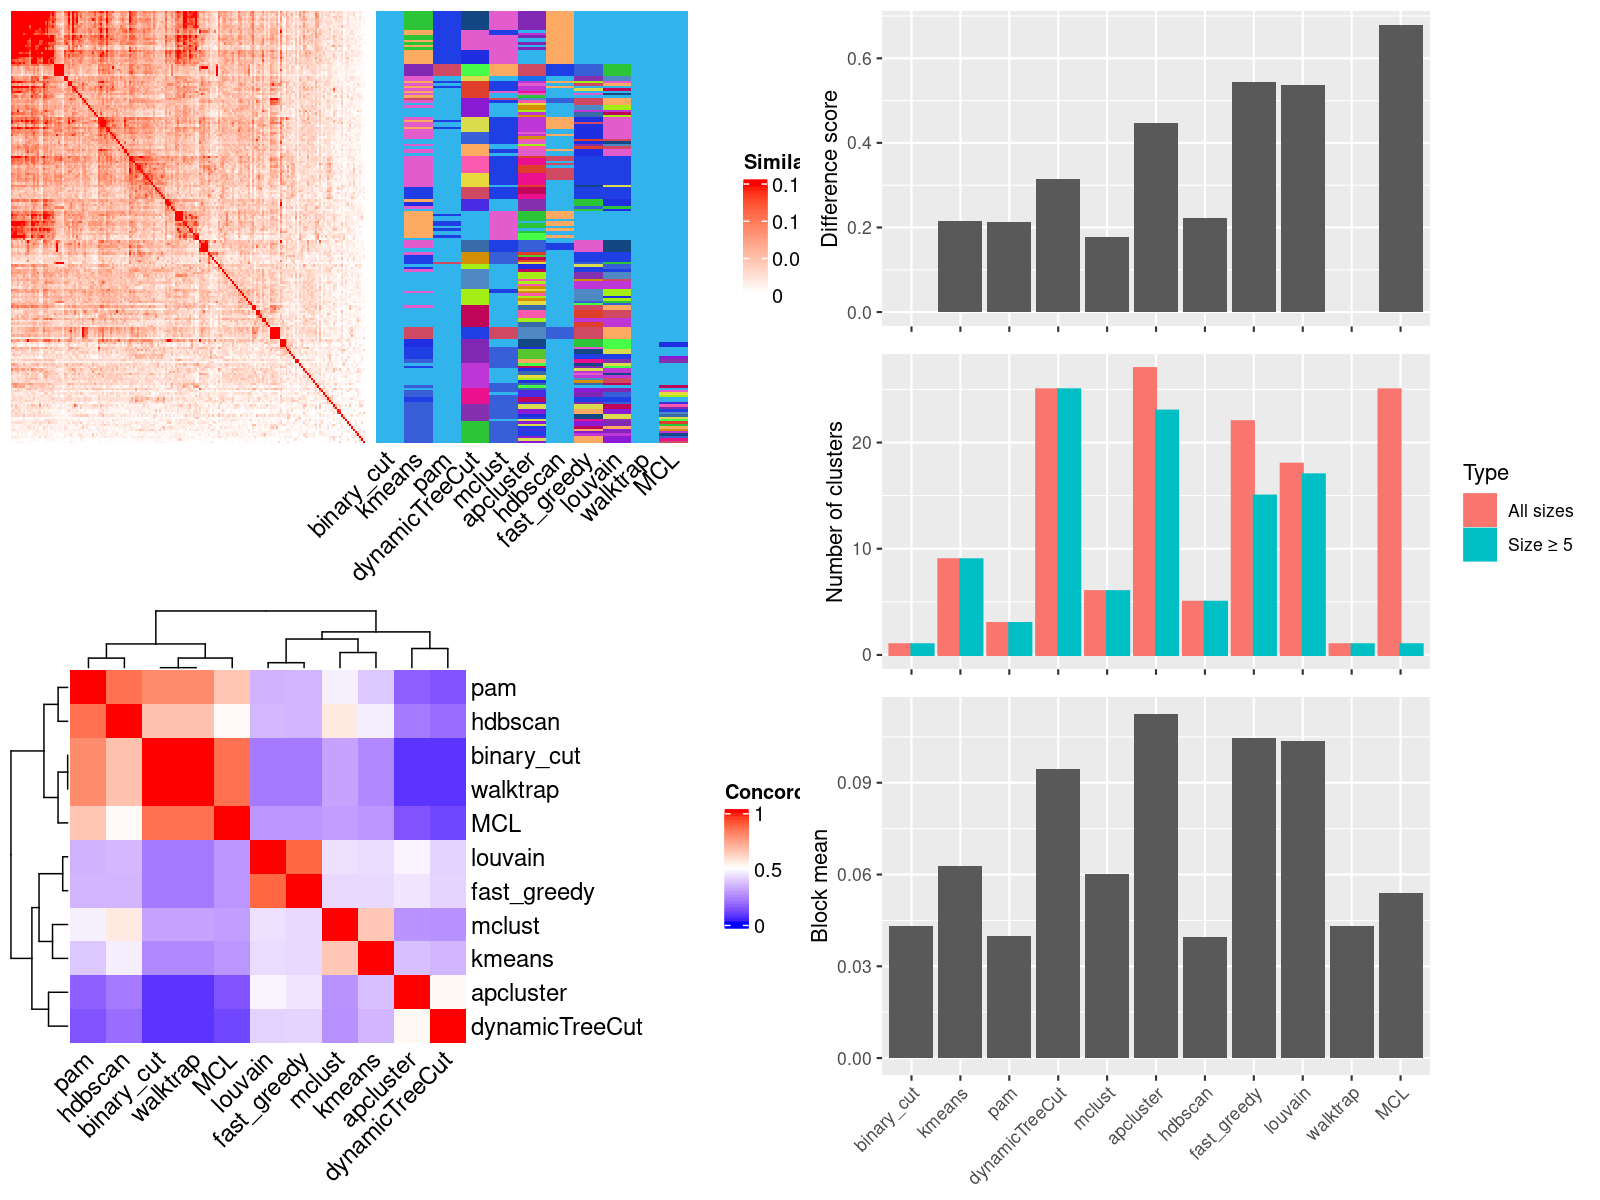 Simila
0.1
0.1
0.0
0
binary_cut
kmeans
pam
dynamicTreeCut
mclust
apcluster
hdbscan
fast_greedy
louvain
walktrap
MCL
Concord
1
0.5
0
pam
hdbscan
binary_cut
walktrap
MCL
louvain
fast_greedy
mclust
kmeans
apcluster
dynamicTreeCut
pam
hdbscan
binary_cut
walktrap
MCL
louvain
fast_greedy
mclust
kmeans
apcluster
dynamicTreeCut
Difference score
0.6
0.4
0.2
0.0
Number of clusters
20
10
0
Type
All sizes
Size ≥ 5
Block mean
0.09
0.06
0.03
0.00
binary_cut
kmeans
pam
dynamicTreeCut
mclust
apcluster
hdbscan
fast_greedy
louvain
walktrap
MCL